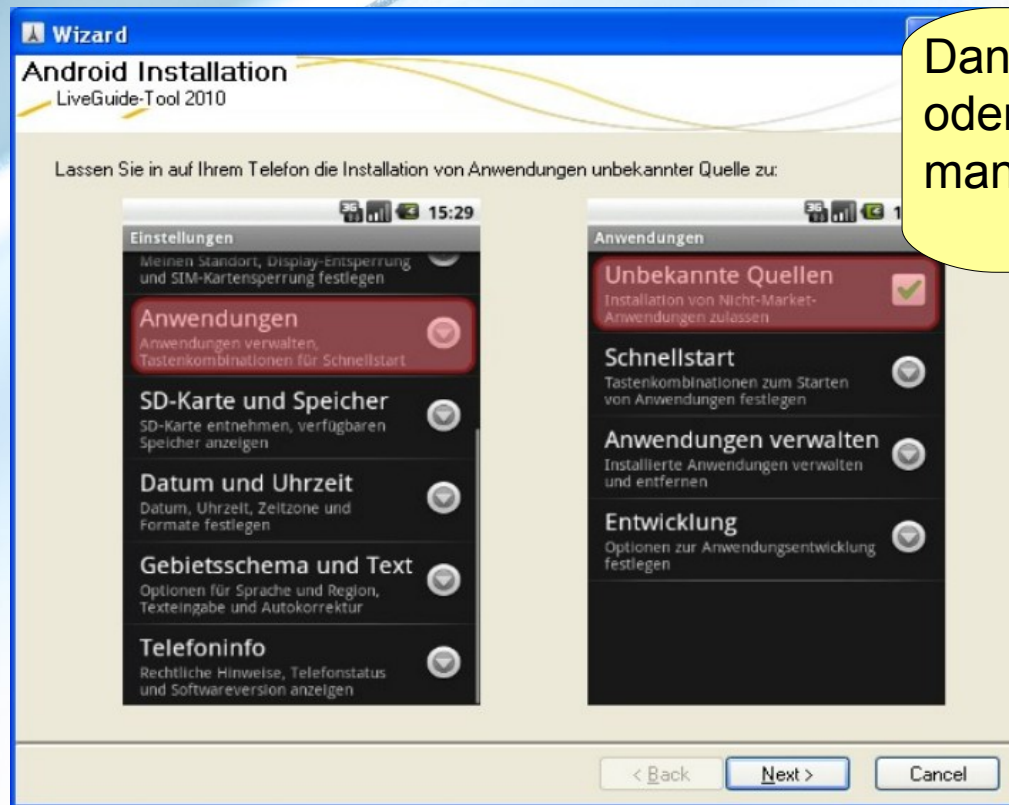 Wizard
Android Installation
LiveGuide-Tool 2010
Lassen Sie in auf Ihrem Telefon die Installation von Anwendungen unbekannter Quelle zu:
3G 15:29
Einstellungen
Meinen Standort, Display-Entsperrung
und SIM-Kartensperrung festlegen
Anwendungen
Anwendungen verwalten,
Tastenkombinationen für Schnellstart
SD-Karte und Speicher
SD-Karte entnehmen, verfügbaren
Speicher anzeigen
Datum und Uhrzeit
Datum, Uhrzeit, Zeitzone und
Formate festlegen
Gebietsschema und Text
Optionen für Sprache und Region,
Texteingabe und Autokorrektur
Telefoninfo
Rechtliche Hinweise, Telefonstatus
und Softwareversion anzeigen
3G 1
Anwendungen
Unbekannte Quellen
Installation von Nicht-Market-
Anwendungen zulassen
Schnellstart
Tastenkombinationen zum Starten
von Anwendungen festlegen
Anwendungen verwalten
Installierte Anwendungen verwalten
und entfernen
Entwicklung
Optionen zur Anwendungsentwicklung
festlegen
Dan
oder
man
< Back
Next >
Cancel